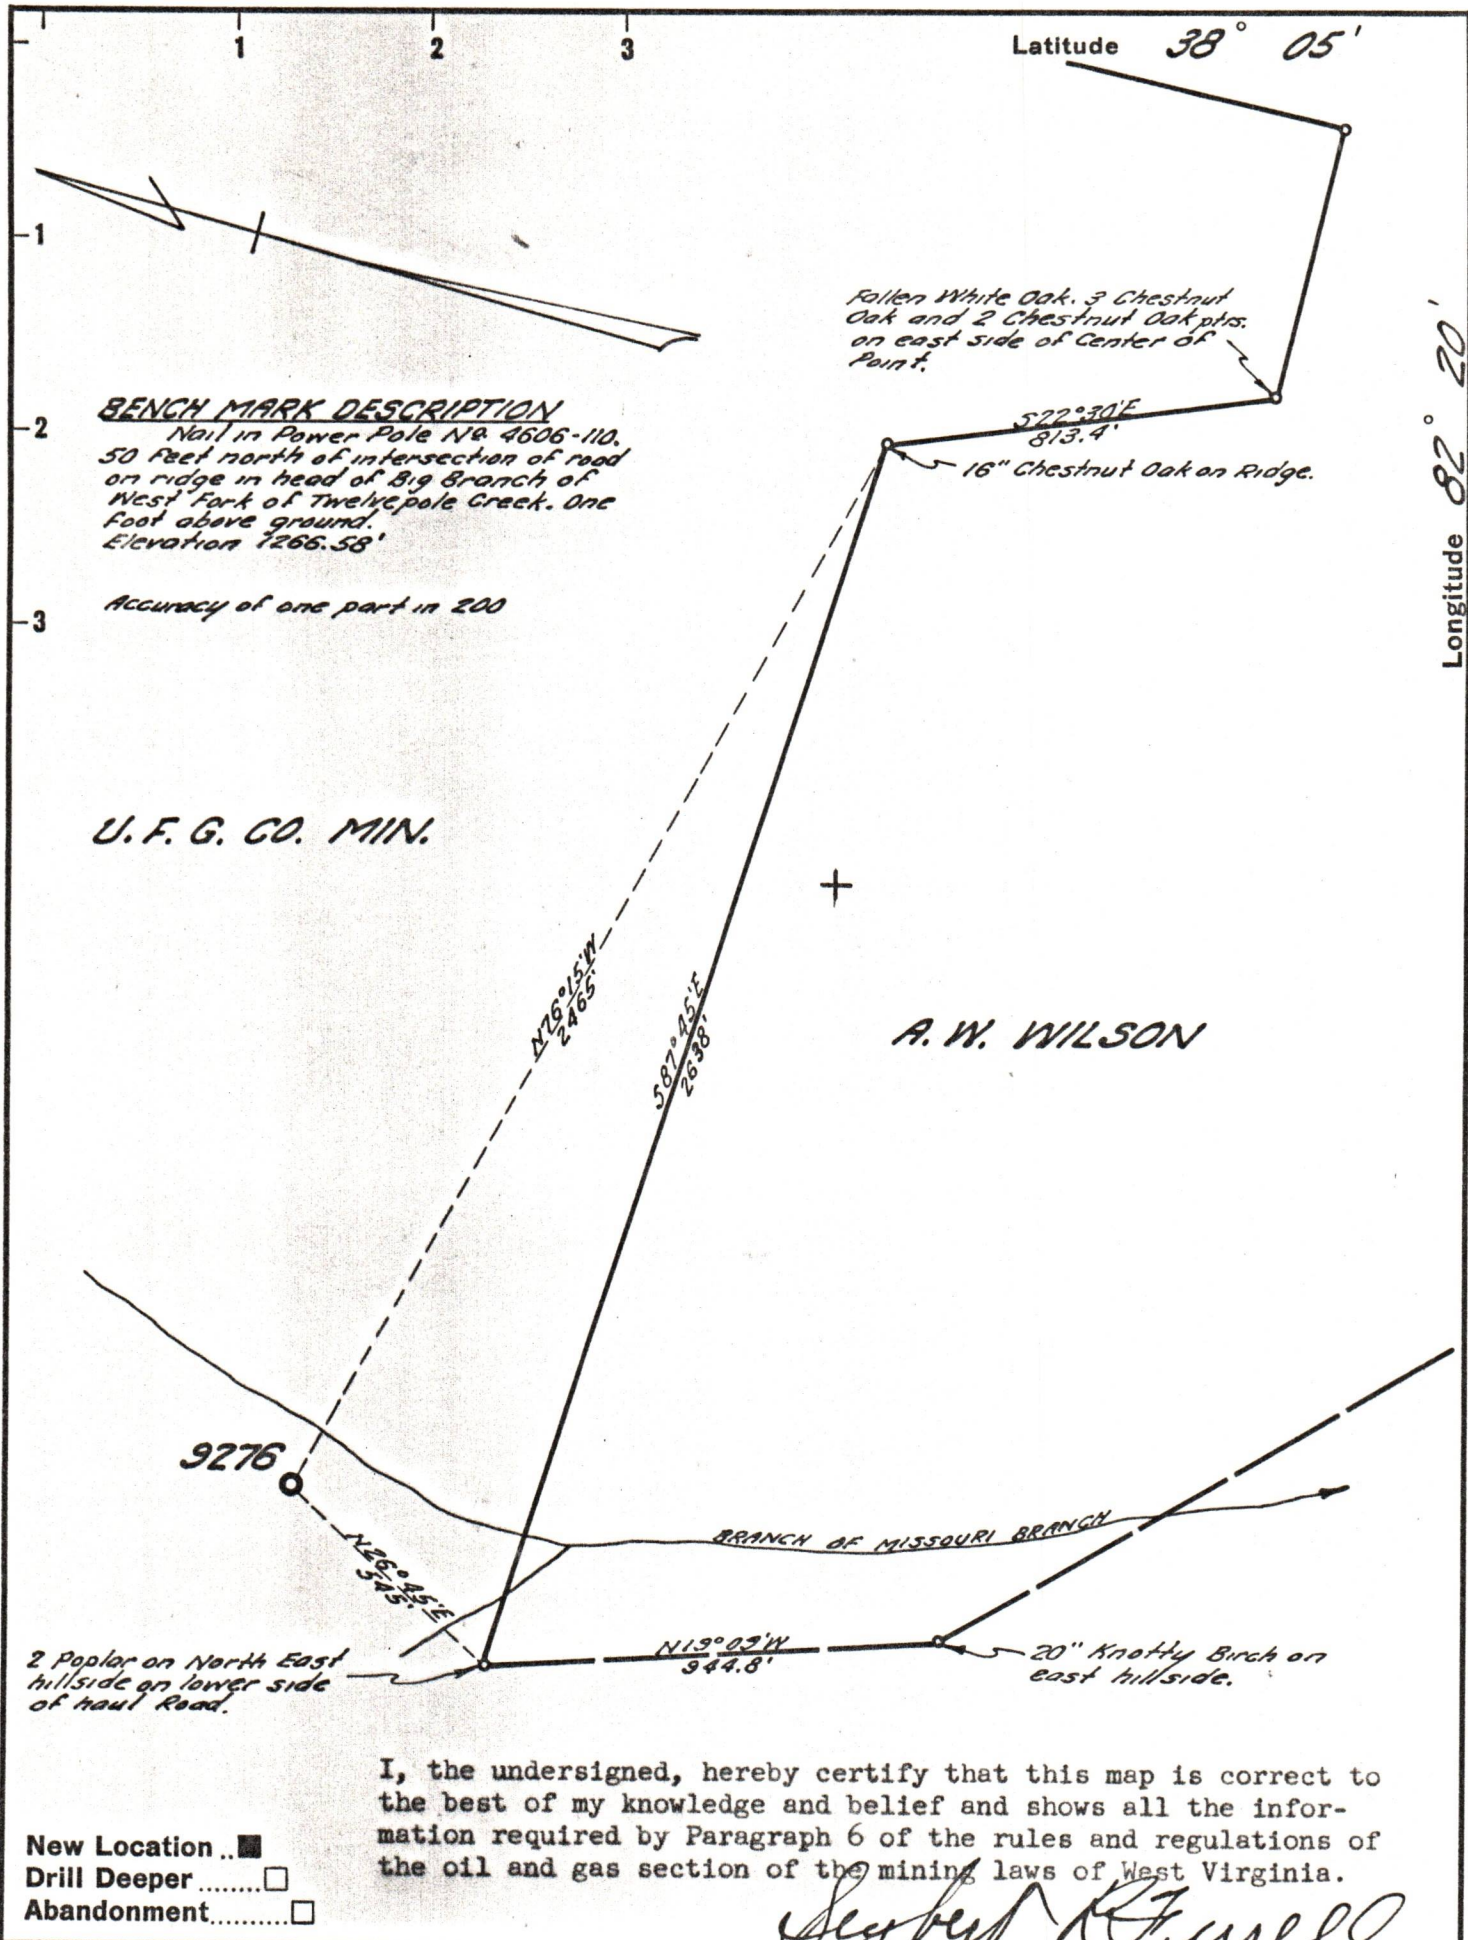 1 2 3
Latitude 38° 05'
1
Fallen White Oak. 3 Chestnut
Oak and 2 Chestnut Oak ptrs.
on east side of Center of
Point.
Longitude 82° 20'
BENCH MARK DESCRIPTION
Nail in Power Pole No 4606-110.
50 Feet north of intersection of road
on ridge in head of Big Branch of
West Fork of Twelvepole Creek. One
foot above ground.
Elevation 1266.58'
2
S22°30'E
813.4'
16" Chestnut Oak on Ridge.
Accuracy of one part in 200
3
U.F.G. CO. MIN.
N76°15'W
2465'
S87°45'E
2638'
A.W. WILSON
9276
BRANCH OF MISSOURI BRANCH
N26°45'E
545'
2 Poplar on North East
hillside on lower side
of haul Road.
N19°09'W
944.8'
20" Knotty Birch on
east hillside.
I, the undersigned, hereby certify that this map is correct to
the best of my knowledge and belief and shows all the infor-
mation required by Paragraph 6 of the rules and regulations of
the oil and gas section of the mining laws of West Virginia.
New Location ..
Drill Deeper ........
Abandonment..........